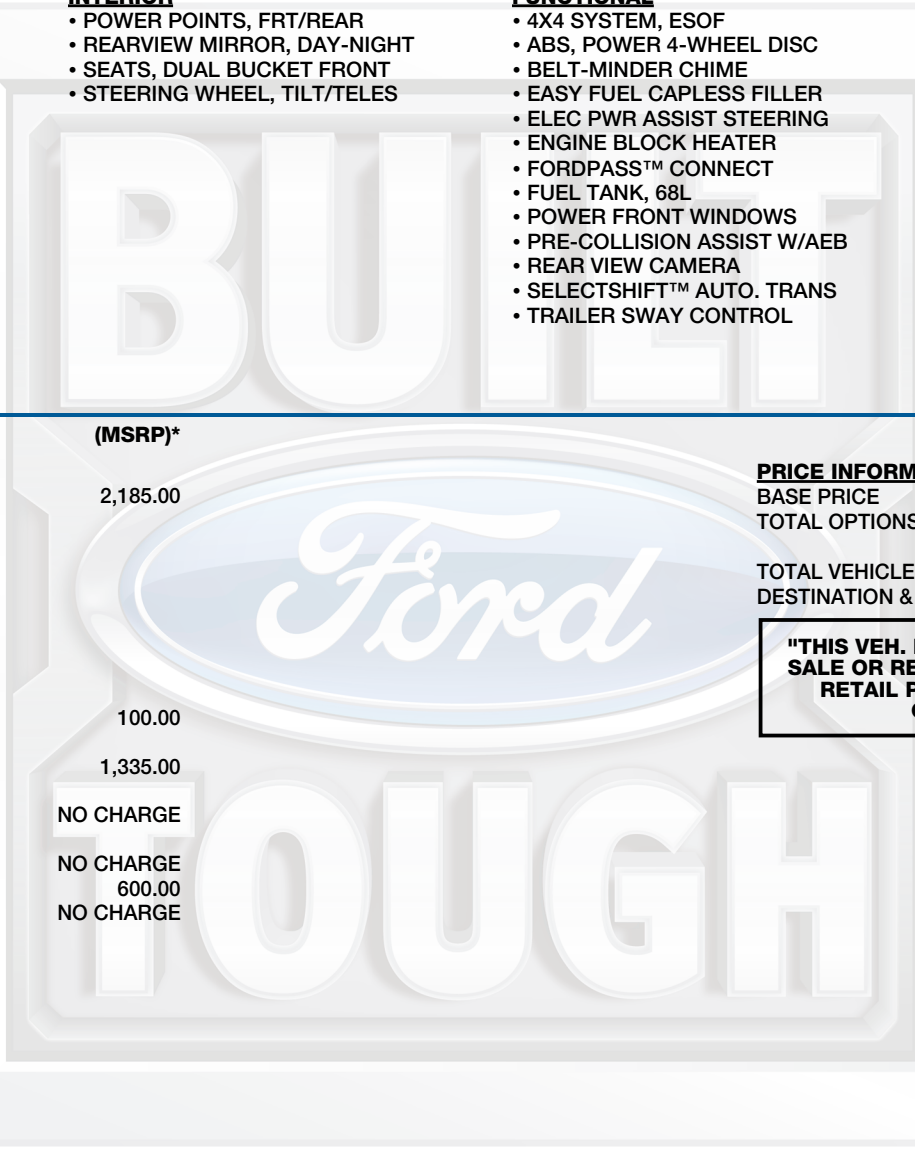 INTERIOR
• POWER POINTS, FRT/REAR
• REARVIEW MIRROR, DAY-NIGHT
• SEATS, DUAL BUCKET FRONT
• STEERING WHEEL, TILT/TELES
FUNCTIONAL
• 4X4 SYSTEM, ESOF
• ABS, POWER 4-WHEEL DISC
• BELT-MINDER CHIME
• EASY FUEL CAPLESS FILLER
• ELEC PWR ASSIST STEERING
• ENGINE BLOCK HEATER
• FORDPASS™ CONNECT
• FUEL TANK, 68L
• POWER FRONT WINDOWS
• PRE-COLLISION ASSIST W/AEB
• REAR VIEW CAMERA
• SELECTSHIFT™ AUTO. TRANS
• TRAILER SWAY CONTROL
BUILT
Ford
TOUGH
(MSRP)*
2,185.00
100.00
1,335.00
NO CHARGE
NO CHARGE
600.00
NO CHARGE
PRICE INFORM
BASE PRICE
TOTAL OPTIONS
TOTAL VEHICLE
DESTINATION &
"THIS VEH.
SALE OR RE
RETAIL